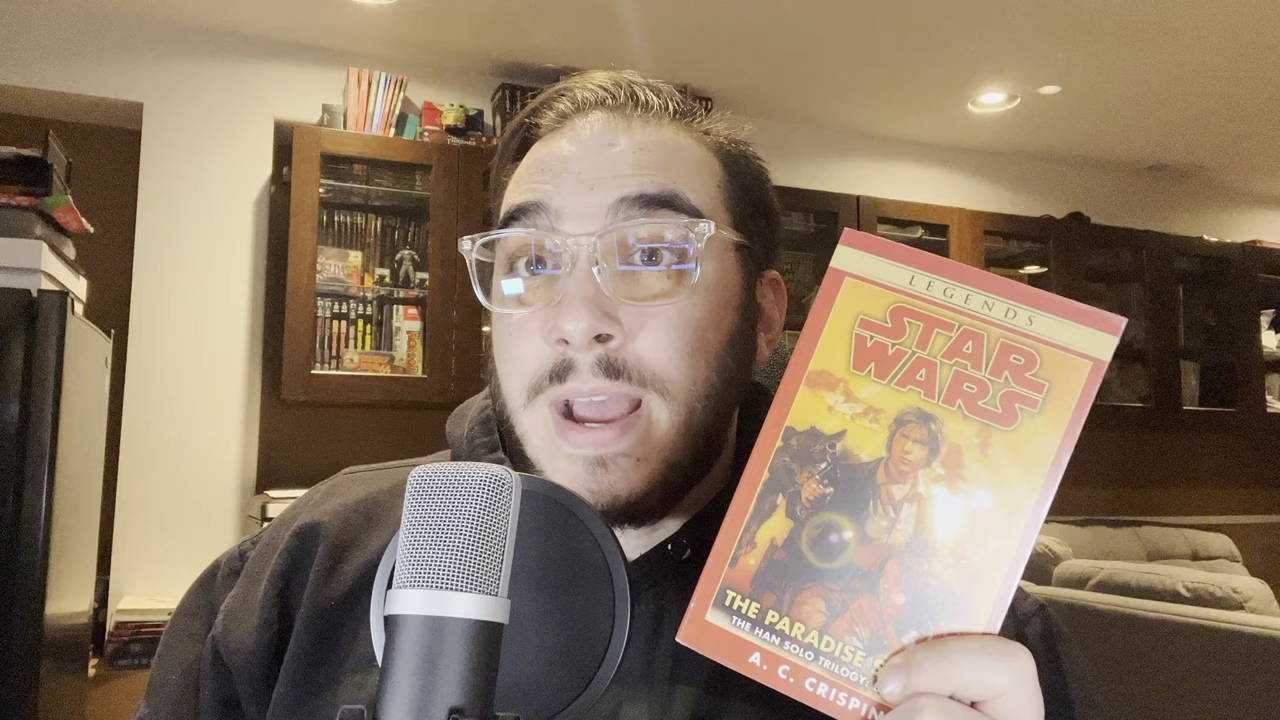 LEGENDS
STAR
WARS
THE PARADISE
THE HAN SOLO TRILOGY:
A. C. CRISPIN